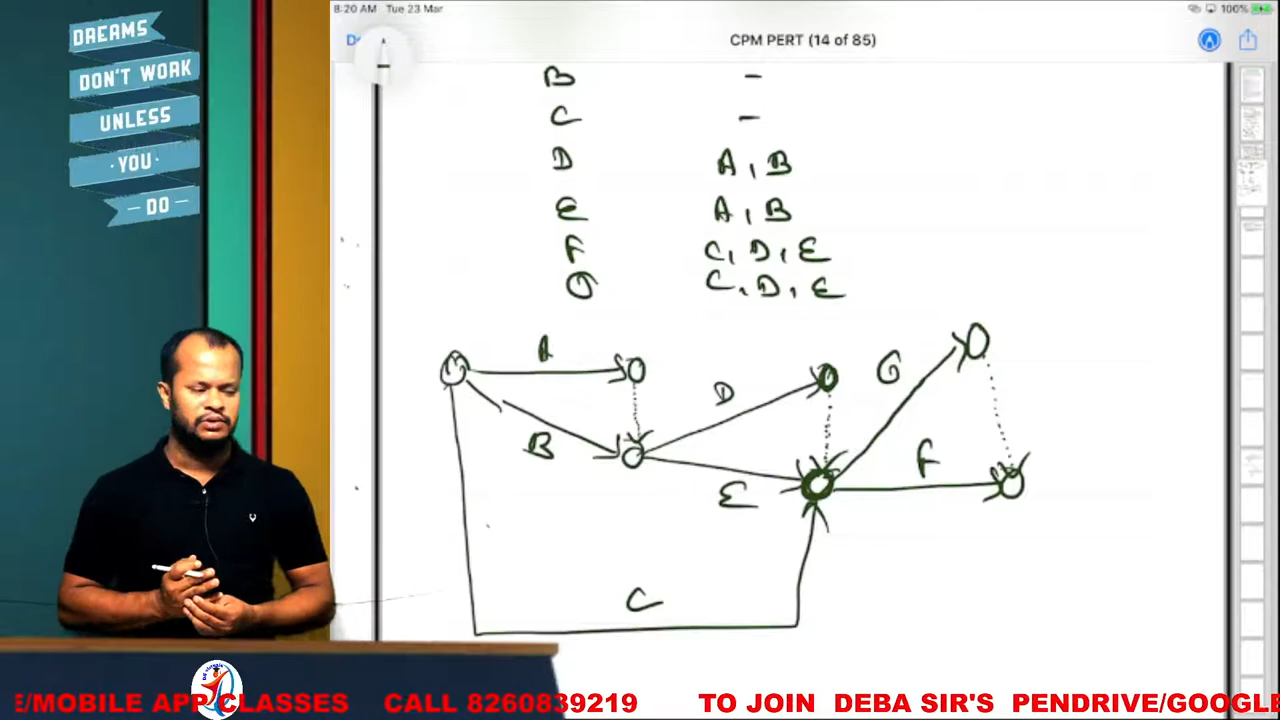 8:20 AM Tue 23 Mar
100%
CPM PERT (14 of 85)
DREAMS
DON'T WORK
UNLESS
· YOU ·
— DO —
B -
C -
D A, B
E A, B
F C, D, E
G C, D, E
A
B
D
E
G
F
C
E/MOBILE APP CLASSES CALL 8260839219 TO JOIN DEBA SIR'S PENDRIVE/GOOGLE